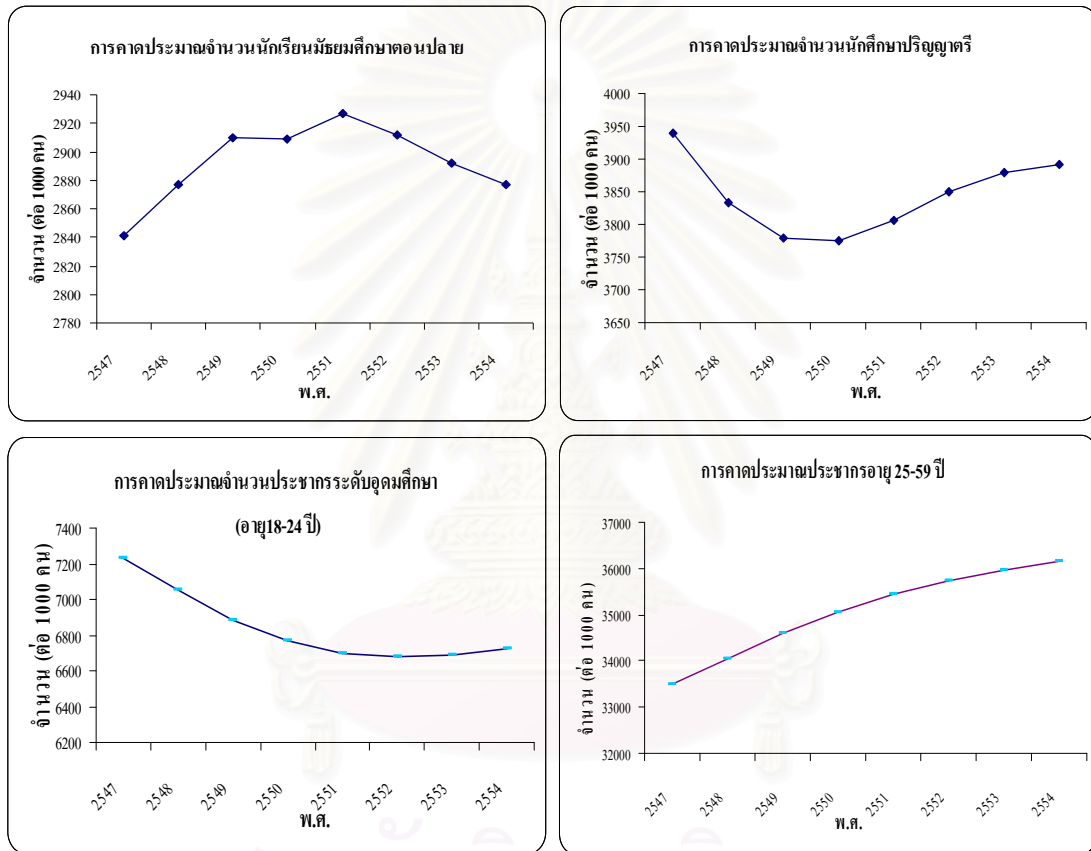 การคาดประมาณจำนวนนักเรียนมัธยมศึกษาตอนปลาย
จำนวน (ต่อ 1000 คน)
2940
2920
2900
2880
2860
2840
2820
2800
2780
2547 2548 2549 2550 2551 2552 2553 2554
พ.ศ.
การคาดประมาณจำนวนนักศึกษาปริญญาตรี
จำนวน (ต่อ 1000 คน)
4000
3950
3900
3850
3800
3750
3700
3650
2547 2548 2549 2550 2551 2552 2553 2554
พ.ศ.
การคาดประมาณจำนวนประชากรระดับอุดมศึกษา
(อายุ18-24 ปี)
จำนวน (ต่อ 1000 คน)
7400
7200
7000
6800
6600
6400
6200
2547 2548 2549 2550 2551 2552 2553 2554
พ.ศ.
การคาดประมาณประชากรอายุ 25-59 ปี
จำนวน (ต่อ 1000 คน)
37000
36000
35000
34000
33000
32000
2547 2548 2549 2550 2551 2552 2553 2554
พ.ศ.